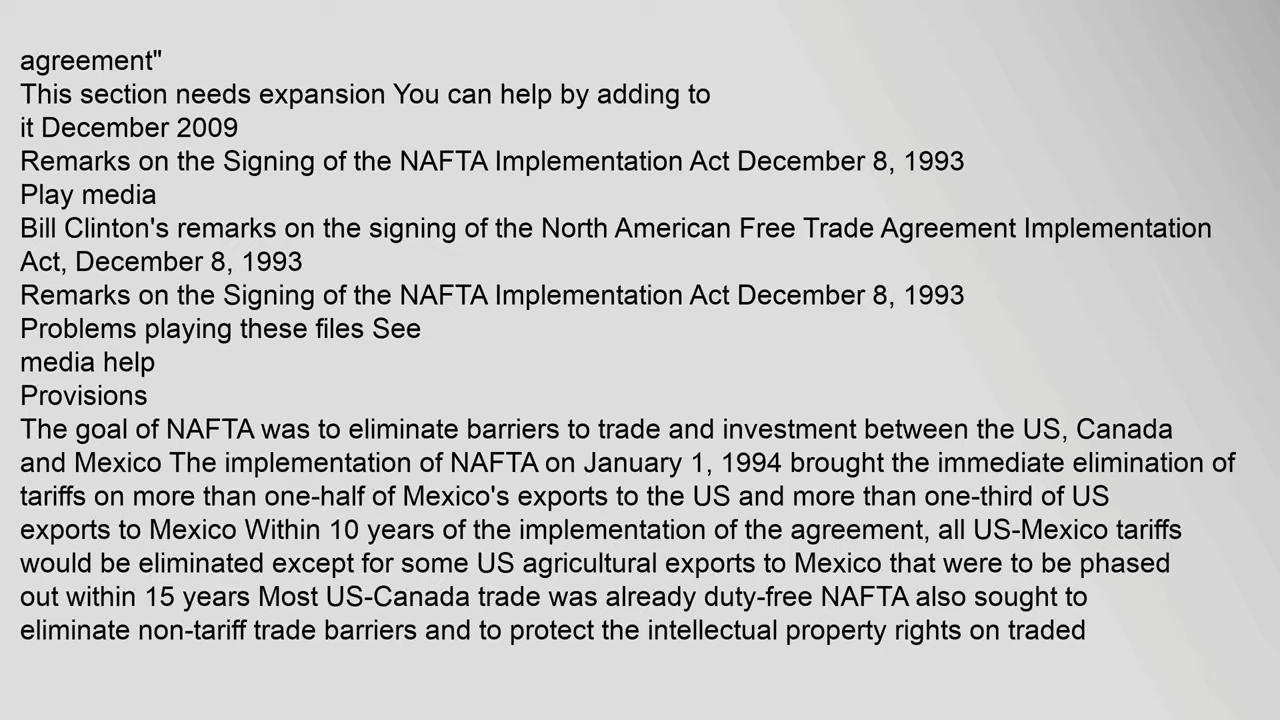 agreement"
This section needs expansion You can help by adding to
it December 2009
Remarks on the Signing of the NAFTA Implementation Act December 8, 1993
Play media
Bill Clinton's remarks on the signing of the North American Free Trade Agreement Implementation
Act, December 8, 1993
Remarks on the Signing of the NAFTA Implementation Act December 8, 1993
Problems playing these files See
media help
Provisions
The goal of NAFTA was to eliminate barriers to trade and investment between the US, Canada
and Mexico The implementation of NAFTA on January 1, 1994 brought the immediate elimination of
tariffs on more than one-half of Mexico's exports to the US and more than one-third of US
exports to Mexico Within 10 years of the implementation of the agreement, all US-Mexico tariffs
would be eliminated except for some US agricultural exports to Mexico that were to be phased
out within 15 years Most US-Canada trade was already duty-free NAFTA also sought to
eliminate non-tariff trade barriers and to protect the intellectual property rights on traded